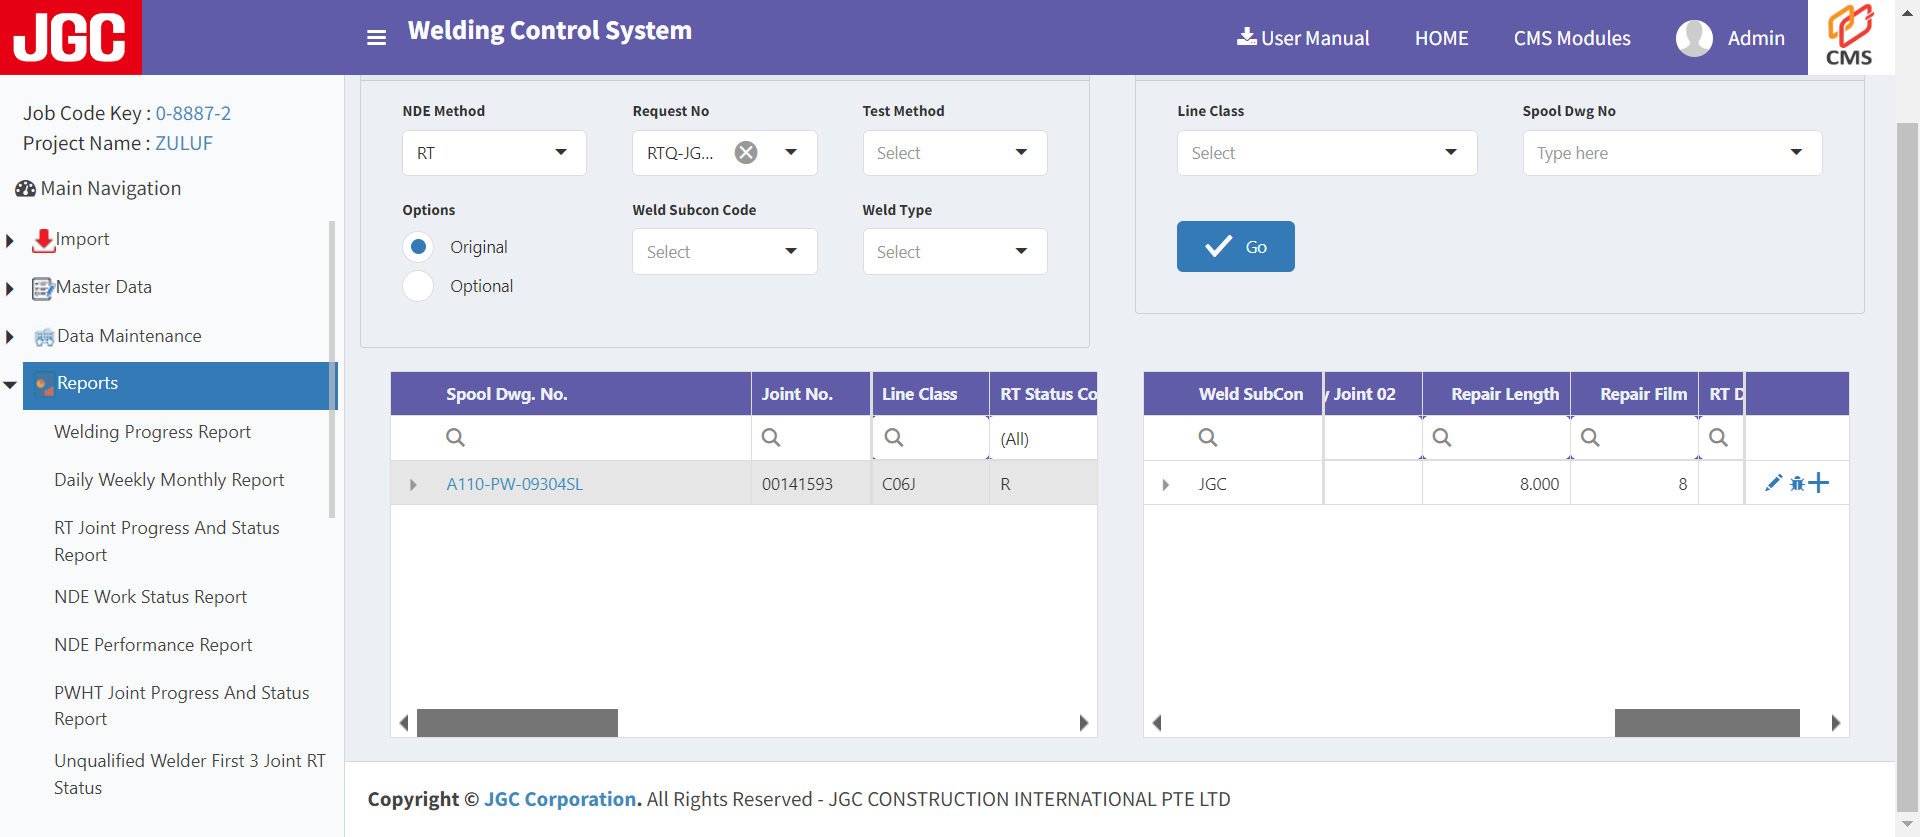 JGC
Welding Control System
User Manual
HOME
CMS Modules
Admin
CMS
Job Code Key : 0-8887-2
Project Name : ZULUF
Main Navigation
Import
Master Data
Data Maintenance
Reports
Welding Progress Report
Daily Weekly Monthly Report
RT Joint Progress And Status
Report
NDE Work Status Report
NDE Performance Report
PWHT Joint Progress And Status
Report
Unqualified Welder First 3 Joint RT
Status
NDE Method
Request No
Test Method
RT
RTQ-JG...
Select
Options
Weld Subcon Code
Weld Type
Original
Optional
Select
Select
Line Class
Spool Dwg No
Select
Type here
Go
Spool Dwg. No.
Joint No.
Line Class
RT Status Co
(All)
A110-PW-09304SL
00141593
C06J
R
Weld SubCon
y Joint 02
Repair Length
Repair Film
RT D
JGC
8.000
8
Copyright © JGC Corporation. All Rights Reserved - JGC CONSTRUCTION INTERNATIONAL PTE LTD